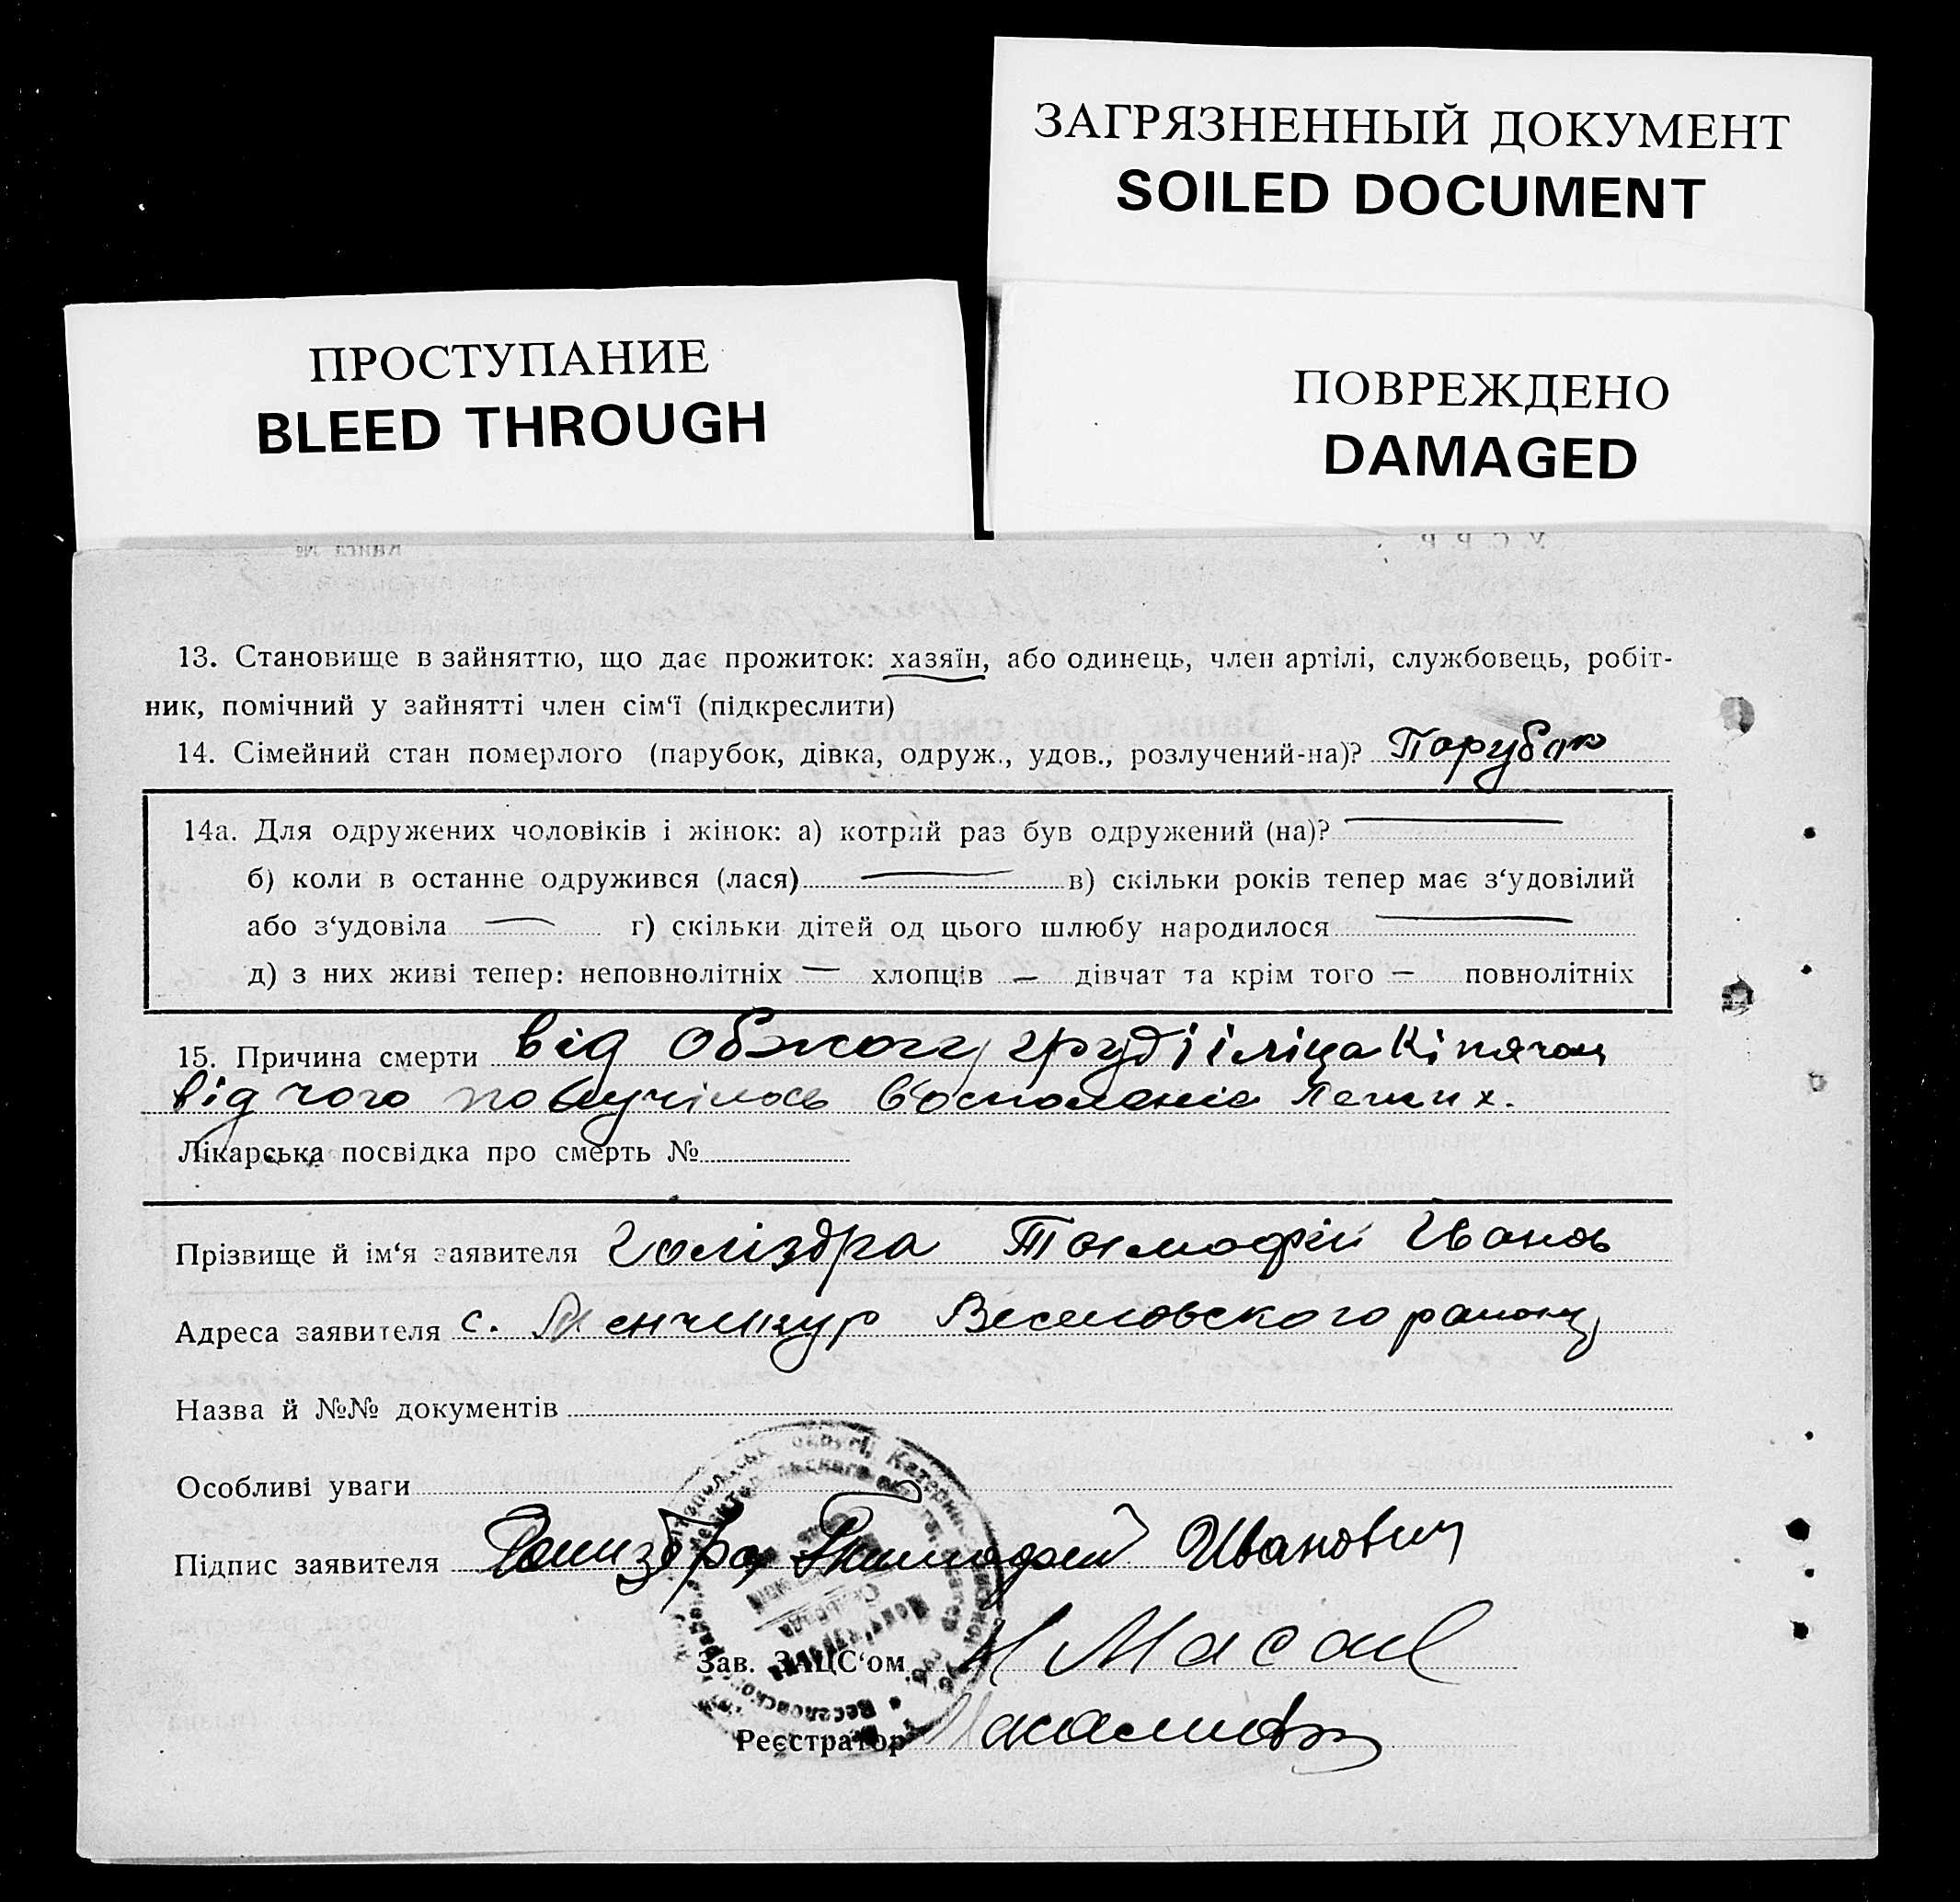 ЗАГРЯЗНЕННЫЙ ДОКУМЕНТ
SOILED DOCUMENT
ПРОСТУПАНИЕ
BLEED THROUGH
ПОВРЕЖДЕНО
DAMAGED
13. Становище в зайняттю, що дає прожиток: хазяїн, або одинець, член артілі, службовець, робіт-
ник, помічний у зайнятті член сім‘ї (підкреслити)
14. Сімейний стан померлого (парубок, дівка, одруж., удов., розлучений-на)? Парубок
14а. Для одружених чоловіків і жінок: а) котрий раз був одружений (на)? —
б) коли в останнє одружився (лася) — в) скільки років тепер має з‘удовілий
або з‘удовіла — г) скільки дітей од цього шлюбу народилося —
д) з них живі тепер: неповнолітніх — хлопців — дівчат та крім того — повнолітніх
15. Причина смерти від обжогу груді і ліца Кіпятом
від чого получілось воспаленіе Легких.
Лікарська посвідка про смерть №
Прізвище й ім‘я заявителя Голіздра Тимофій Іванов
Адреса заявителя с. Менчикур Веселовского району
Назва й №№ документів
Особливі уваги
Підпис заявителя Голиздра Тимофей Иванович
Зав. ЗАЦС‘ом
Реєстратор